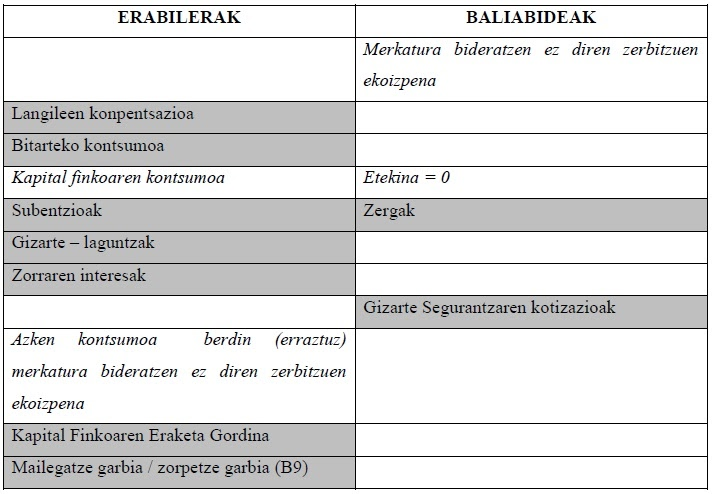 ERABILERAK
BALIABIDEAK
Merkatura bideratzen ez diren zerbitzuen
ekoizpena
Langileen konpentsazioa
Bitarteko kontsumoa
Kapital finkoaren kontsumoa
Etekina = 0
Subentzioak
Zergak
Gizarte – laguntzak
Zorraren interesak
Gizarte Segurantzaren kotizazioak
Azken kontsumoa berdin (erraztuz)
merkatura bideratzen ez diren zerbitzuen
ekoizpena
Kapital Finkoaren Eraketa Gordina
Mailegatze garbia / zorpetze garbia (B9)